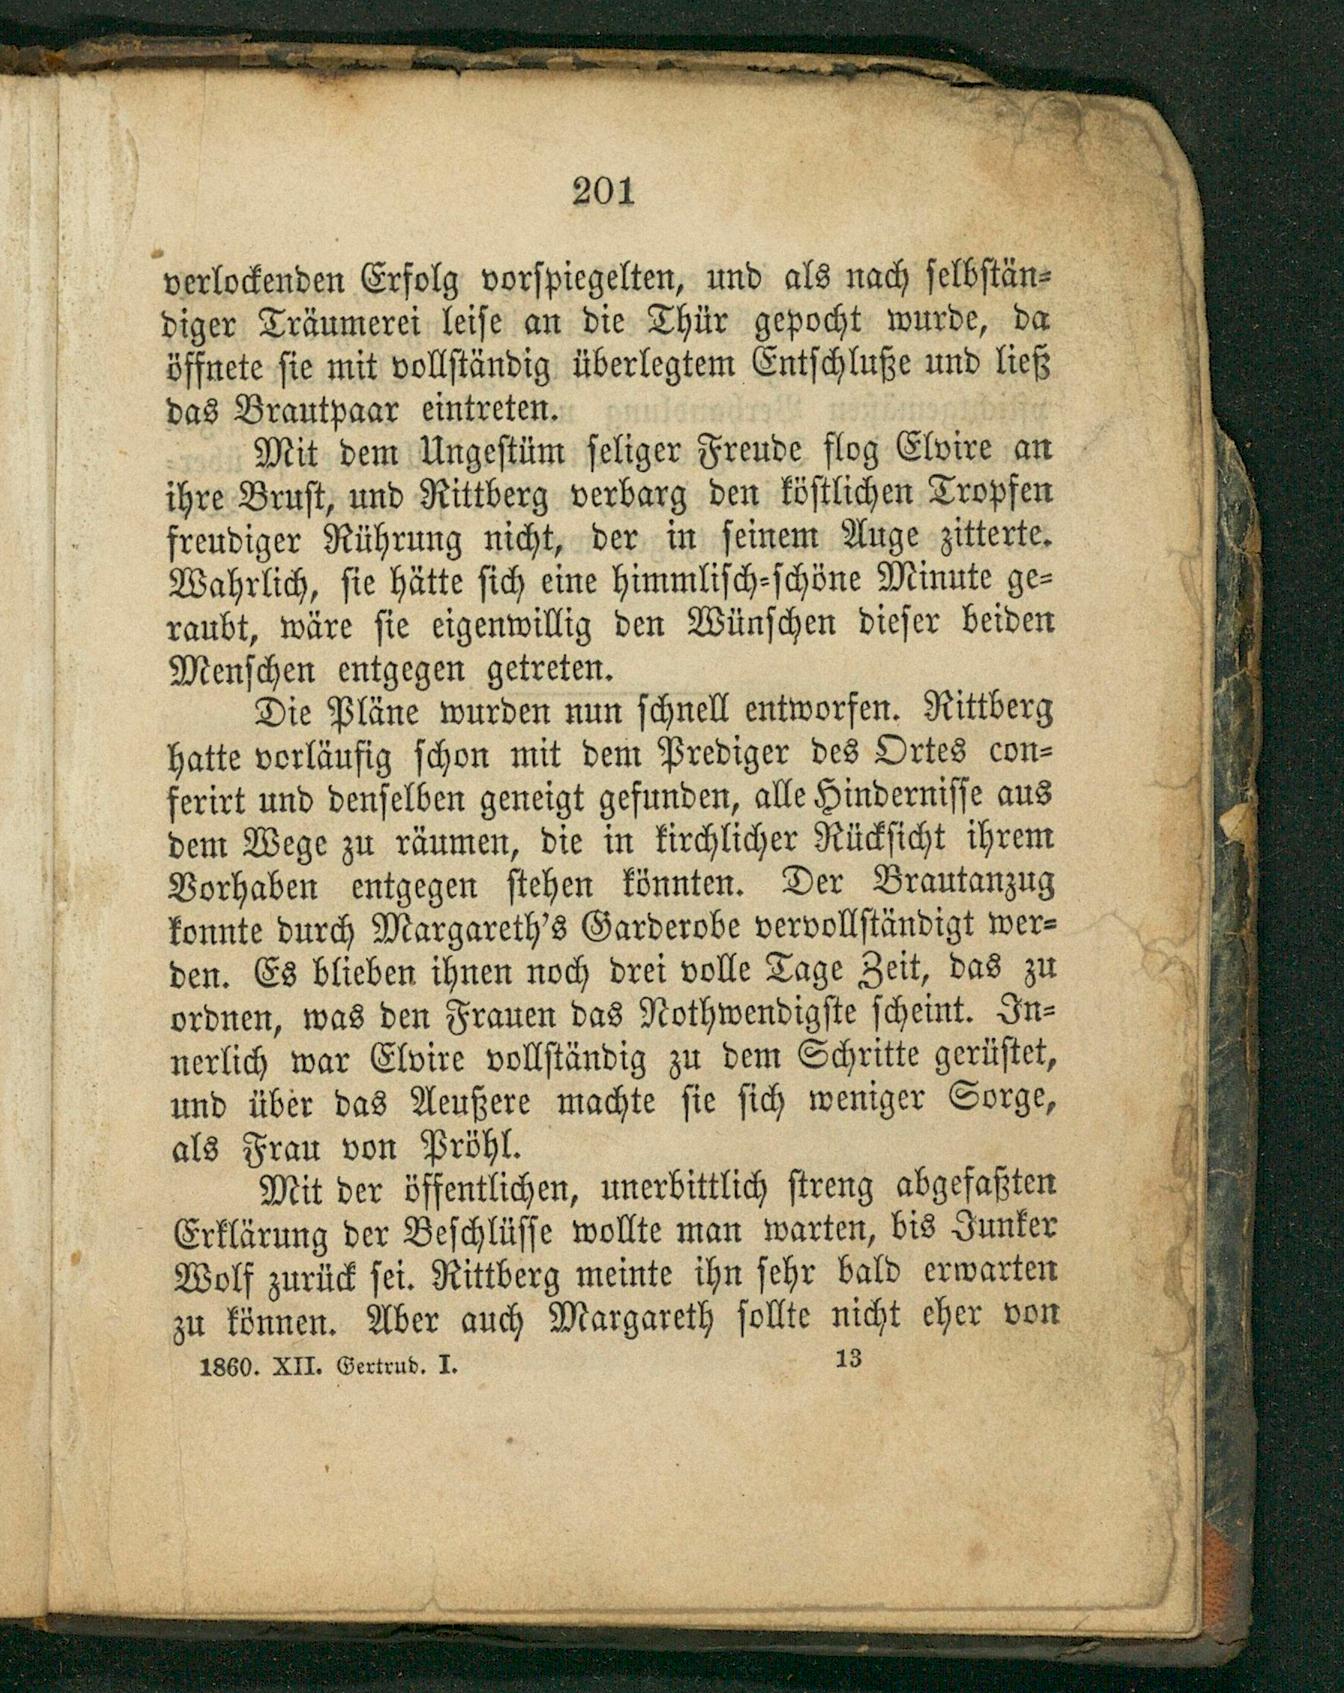 201
verlockenden Erfolg vorspiegelten, und als nach selbstän-
diger Träumerei leise an die Thür gepocht wurde, da
öffnete sie mit vollständig überlegtem Entschluße und ließ
das Brautpaar eintreten.
Mit dem Ungestüm seliger Freude flog Elvire an
ihre Brust, und Rittberg verbarg den köstlichen Tropfen
freudiger Rührung nicht, der in seinem Auge zitterte.
Wahrlich, sie hätte sich eine himmlisch-schöne Minute ge-
raubt, wäre sie eigenwillig den Wünschen dieser beiden
Menschen entgegen getreten.
Die Pläne wurden nun schnell entworfen. Rittberg
hatte vorläufig schon mit dem Prediger des Ortes con-
ferirt und denselben geneigt gefunden, alle Hindernisse aus
dem Wege zu räumen, die in kirchlicher Rücksicht ihrem
Vorhaben entgegen stehen könnten. Der Brautanzug
konnte durch Margareth's Garderobe vervollständigt wer-
den. Es blieben ihnen noch drei volle Tage Zeit, das zu
ordnen, was den Frauen das Nothwendigste scheint. In-
nerlich war Elvire vollständig zu dem Schritte gerüstet,
und über das Aeußere machte sie sich weniger Sorge,
als Frau von Pröhl.
Mit der öffentlichen, unerbittlich streng abgefaßten
Erklärung der Beschlüsse wollte man warten, bis Junker
Wolf zurück sei. Rittberg meinte ihn sehr bald erwarten
zu können. Aber auch Margareth sollte nicht eher von
1860. XII. Gertrud. I. 13